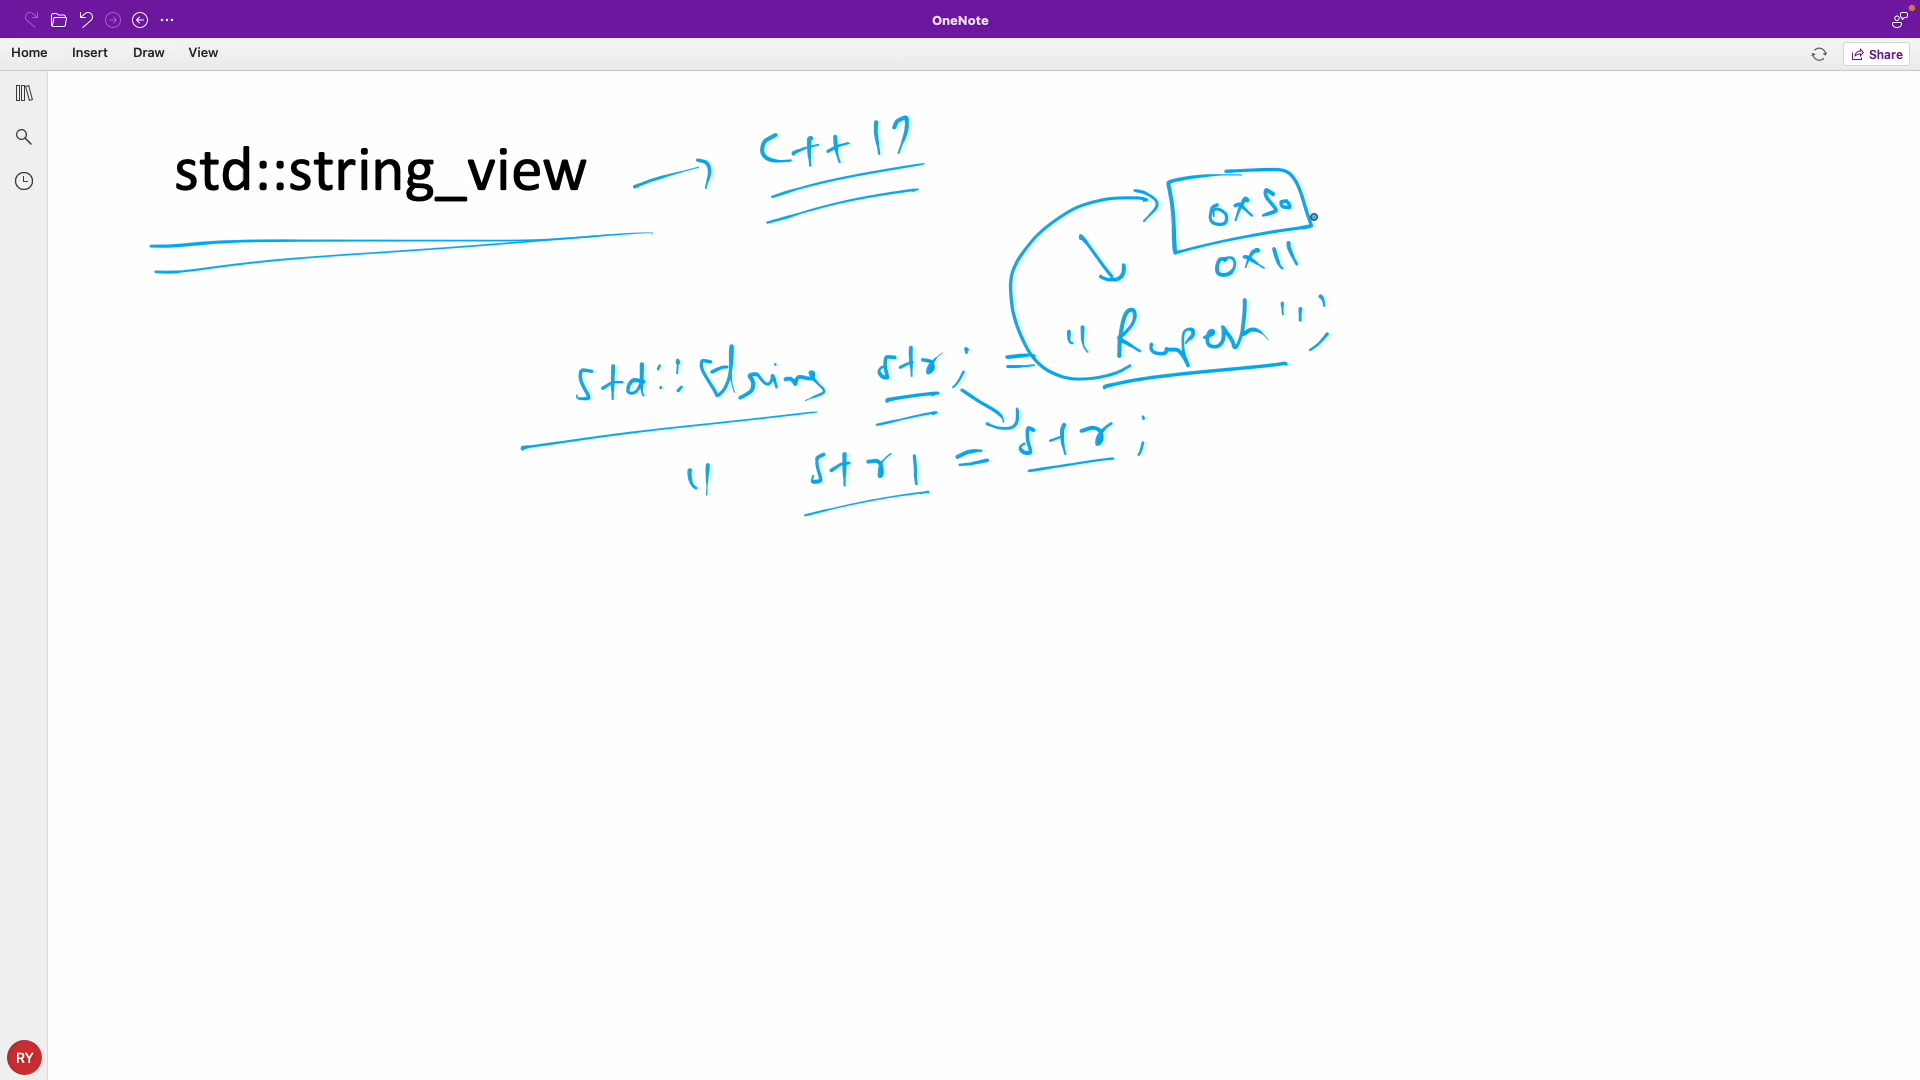 OneNote
Home Insert Draw View
Share
std::string_view
C++ 17
0x50
0x11
std::string str; = "Rupesh";
" str1 = str;
RY